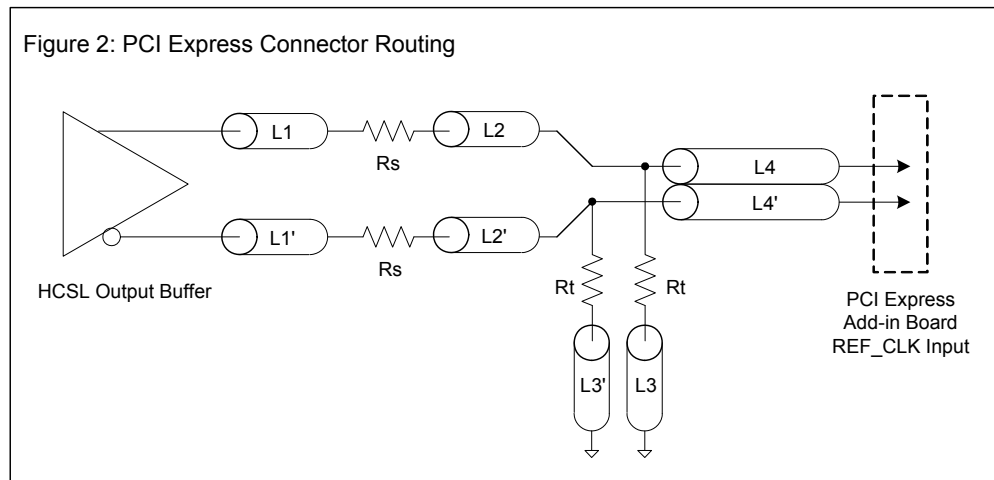 Figure 2: PCI Express Connector Routing
L1
Rs
L2
L4
L4'
L1'
Rs
L2'
HCSL Output Buffer
Rt
Rt
L3'
L3
PCI Express
Add-in Board
REF_CLK Input